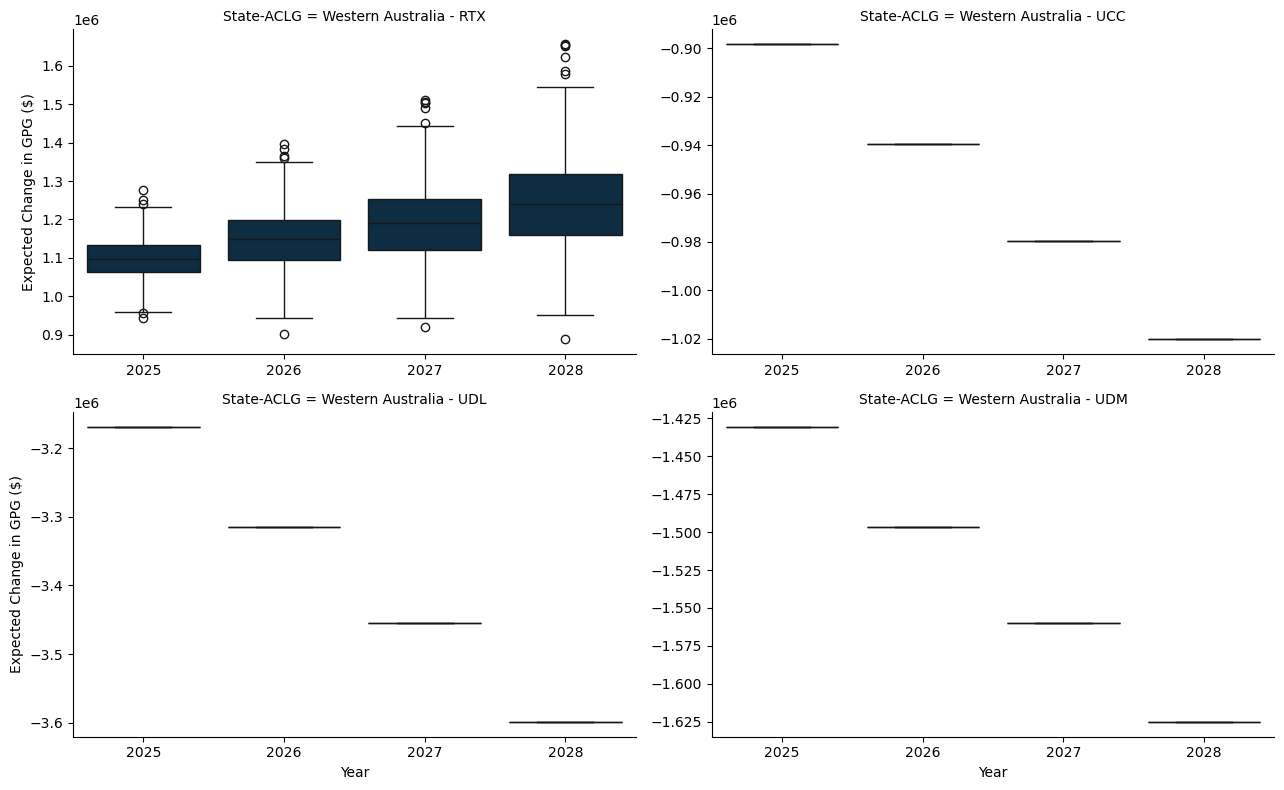 State-ACLG = Western Australia - RTX
1e6
Expected Change in GPG ($)
1.6
1.5
1.4
1.3
1.2
1.1
1.0
0.9
2025 2026 2027 2028
State-ACLG = Western Australia - UCC
1e6
−0.90
−0.92
−0.94
−0.96
−0.98
−1.00
−1.02
2025 2026 2027 2028
State-ACLG = Western Australia - UDL
1e6
Expected Change in GPG ($)
−3.2
−3.3
−3.4
−3.5
−3.6
2025 2026 2027 2028
Year
State-ACLG = Western Australia - UDM
1e6
−1.425
−1.450
−1.475
−1.500
−1.525
−1.550
−1.575
−1.600
−1.625
2025 2026 2027 2028
Year